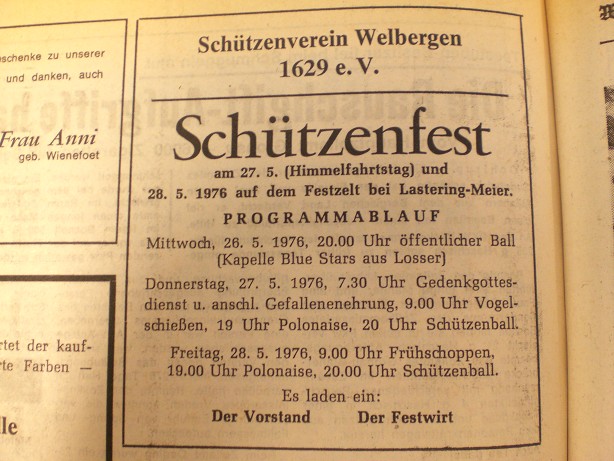 eschenke zu unserer
und danken, auch
Frau Anni
geb. Wienefoet
rtet der kauf-
rte Farben —
lle
Schützenverein Welbergen
1629 e. V.
Schützenfest
am 27. 5. (Himmelfahrtstag) und
28. 5. 1976 auf dem Festzelt bei Lastering-Meier.
PROGRAMMABLAUF
Mittwoch, 26. 5. 1976, 20.00 Uhr öffentlicher Ball
(Kapelle Blue Stars aus Losser)
Donnerstag, 27. 5. 1976, 7.30 Uhr Gedenkgottes-
dienst u. anschl. Gefallenenehrung, 9.00 Uhr Vogel-
schießen, 19 Uhr Polonaise, 20 Uhr Schützenball.
Freitag, 28. 5. 1976, 9.00 Uhr Frühschoppen,
19.00 Uhr Polonaise, 20.00 Uhr Schützenball.
Es laden ein:
Der Vorstand Der Festwirt